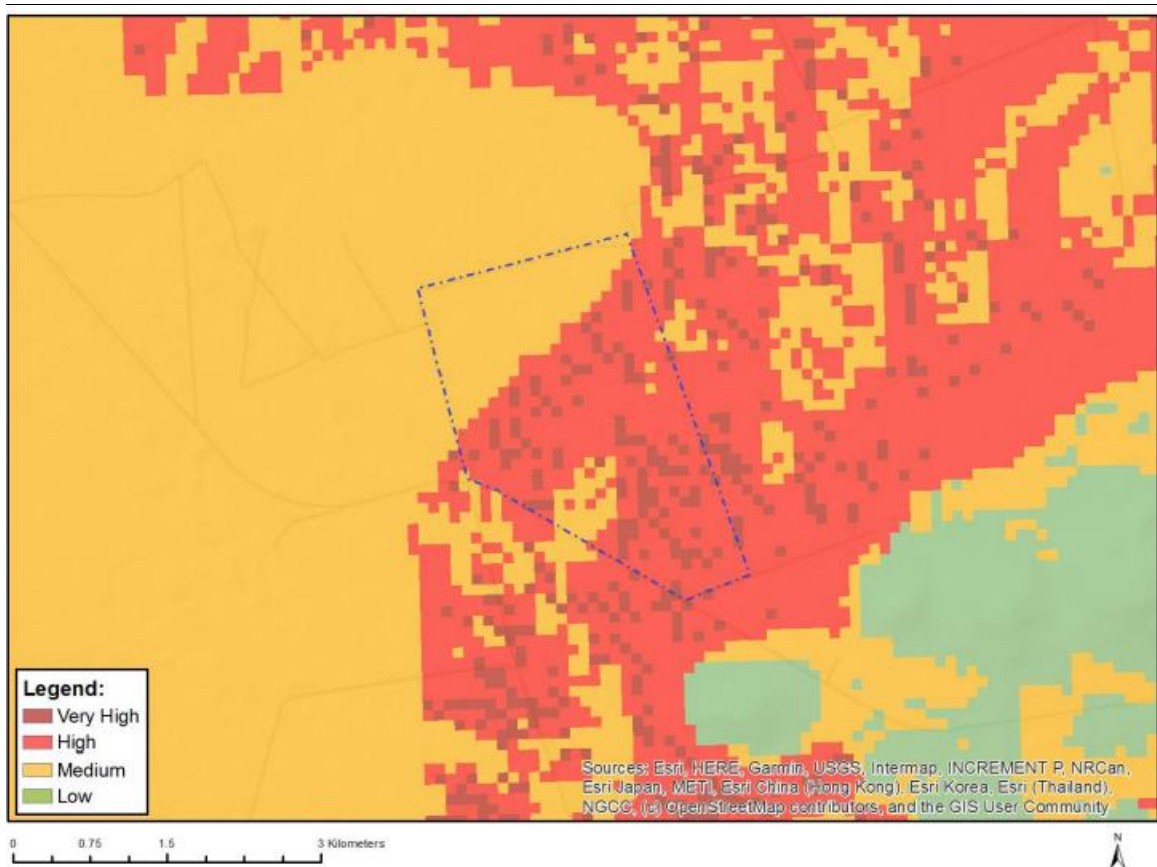 Legend:
Very High
High
Medium
Low
Sources: Esri, HERE, Garmin, USGS, Intermap, INCREMENT P, NRCan,
Esri Japan, METI, Esri China (Hong Kong), Esri Korea, Esri (Thailand),
NGCC, (c) OpenStreetMap contributors, and the GIS User Community
0 0.75 1.5 3 Kilometers
N